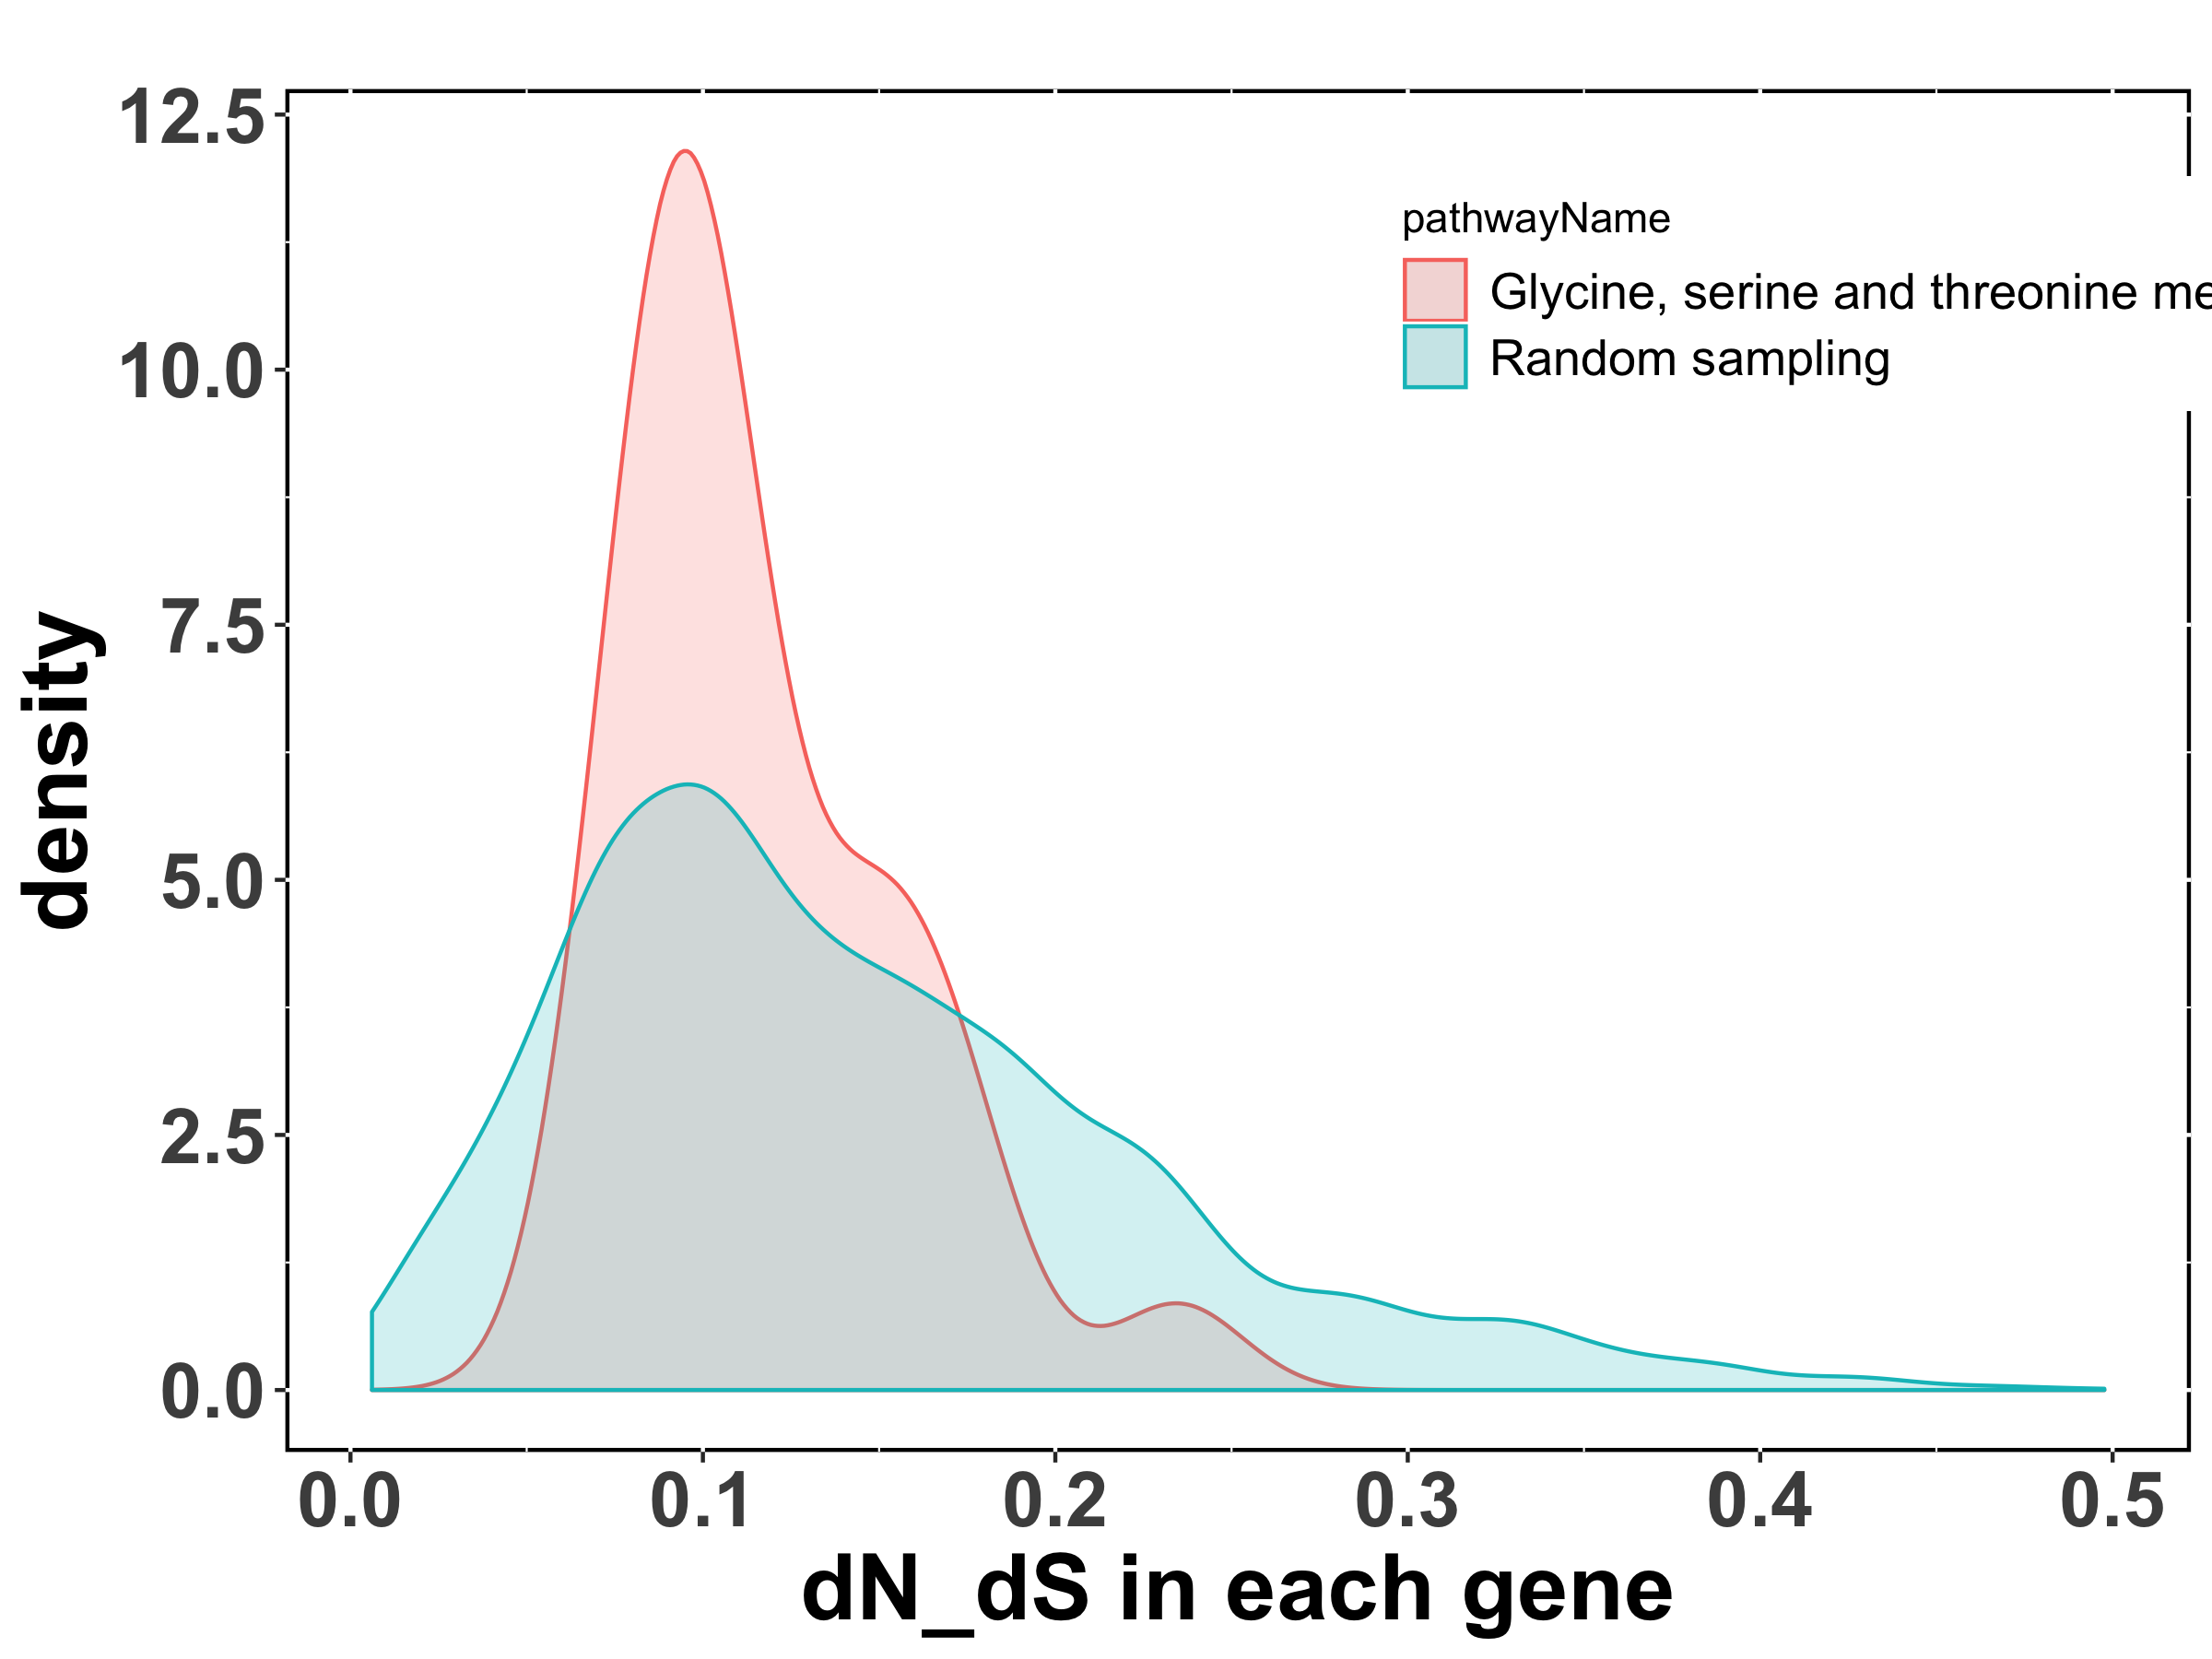 12.5
10.0
7.5
5.0
2.5
0.0
density
pathwayName
Glycine, serine and threonine me
Random sampling
0.0 0.1 0.2 0.3 0.4 0.5
dN_dS in each gene